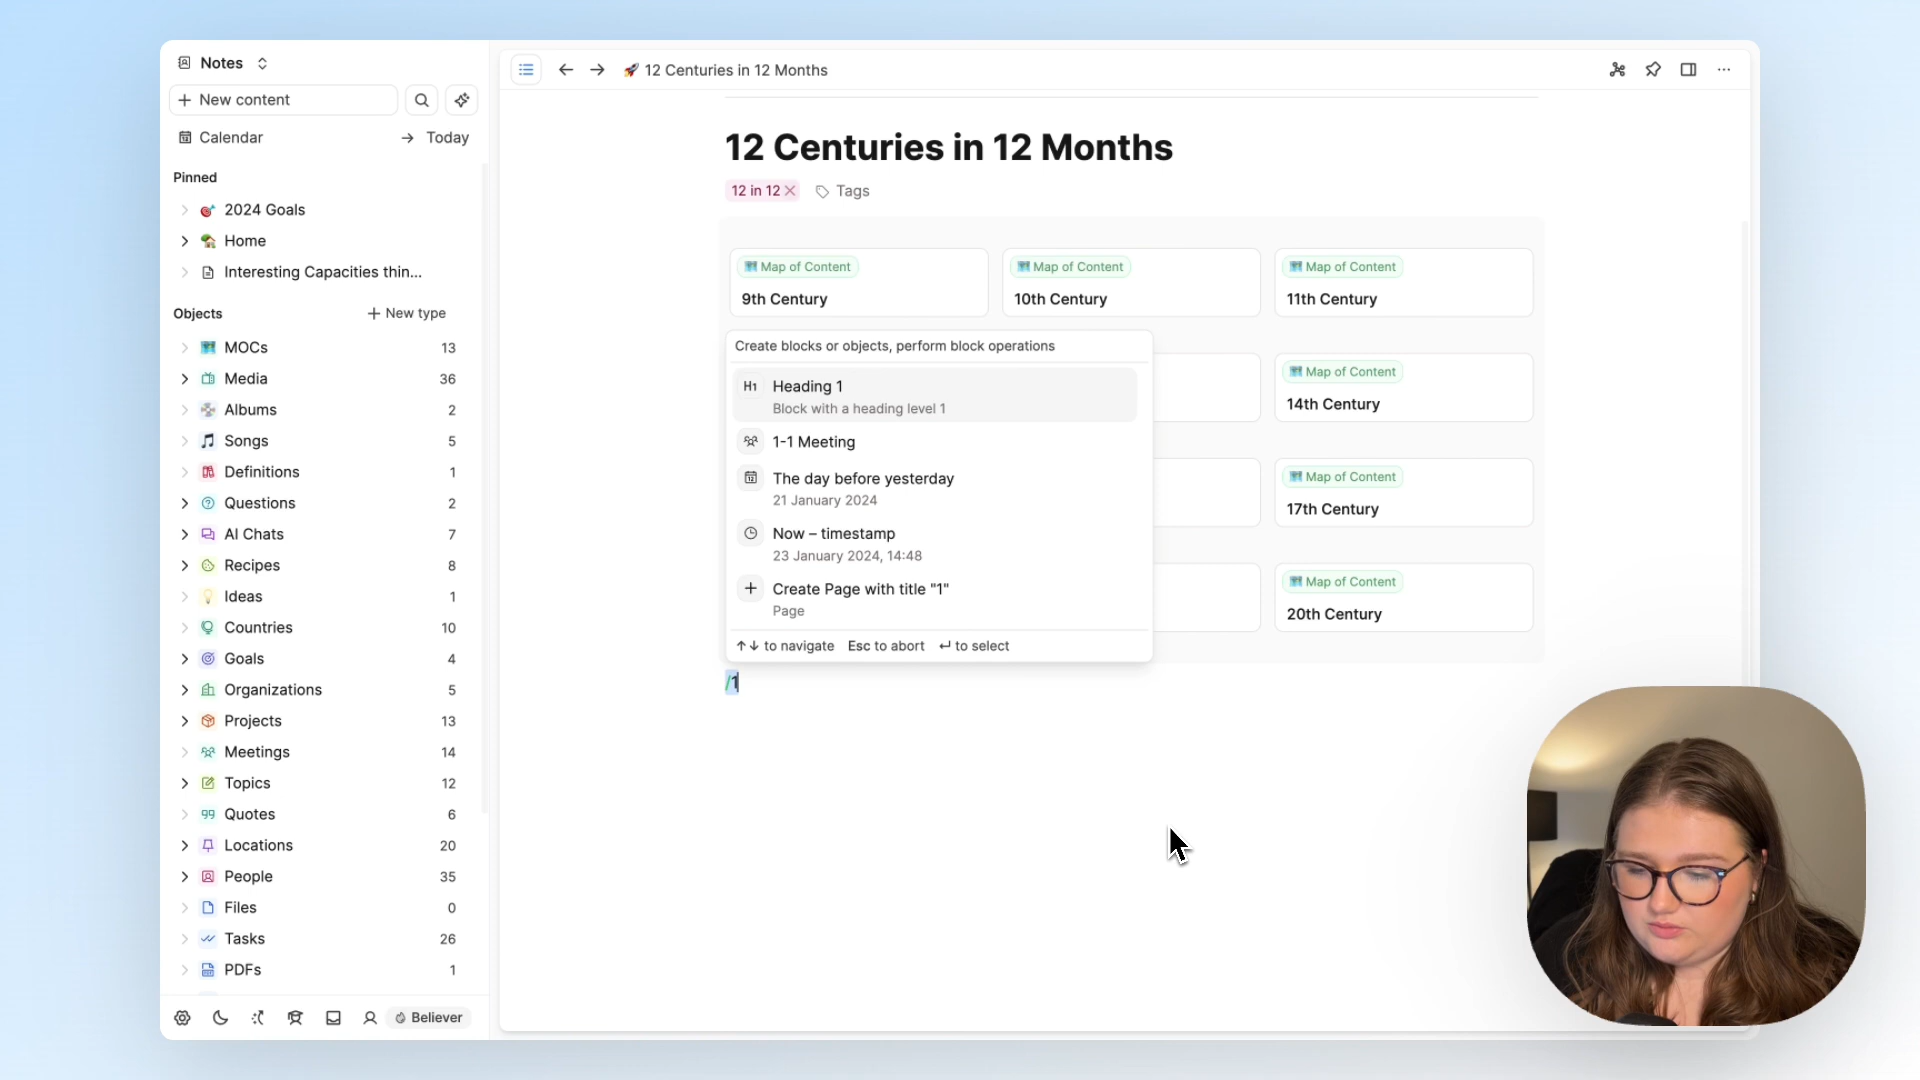 Notes
New content
Calendar
Today
Pinned
2024 Goals
Home
Interesting Capacities thin...
Objects
New type
MOCs 13
Media 36
Albums 2
Songs 5
Definitions 1
Questions 2
AI Chats 7
Recipes 8
Ideas 1
Countries 10
Goals 4
Organizations 5
Projects 13
Meetings 14
Topics 12
Quotes 6
Locations 20
People 35
Files 0
Tasks 26
PDFs 1
Believer
12 Centuries in 12 Months
12 Centuries in 12 Months
12 in 12
Tags
Map of Content
9th Century
Map of Content
10th Century
Map of Content
11th Century
Create blocks or objects, perform block operations
H1 Heading 1
Block with a heading level 1
1-1 Meeting
The day before yesterday
21 January 2024
Now – timestamp
23 January 2024, 14:48
Create Page with title "1"
Page
↑↓ to navigate Esc to abort ↵ to select
Map of Content
14th Century
Map of Content
17th Century
Map of Content
20th Century
/1